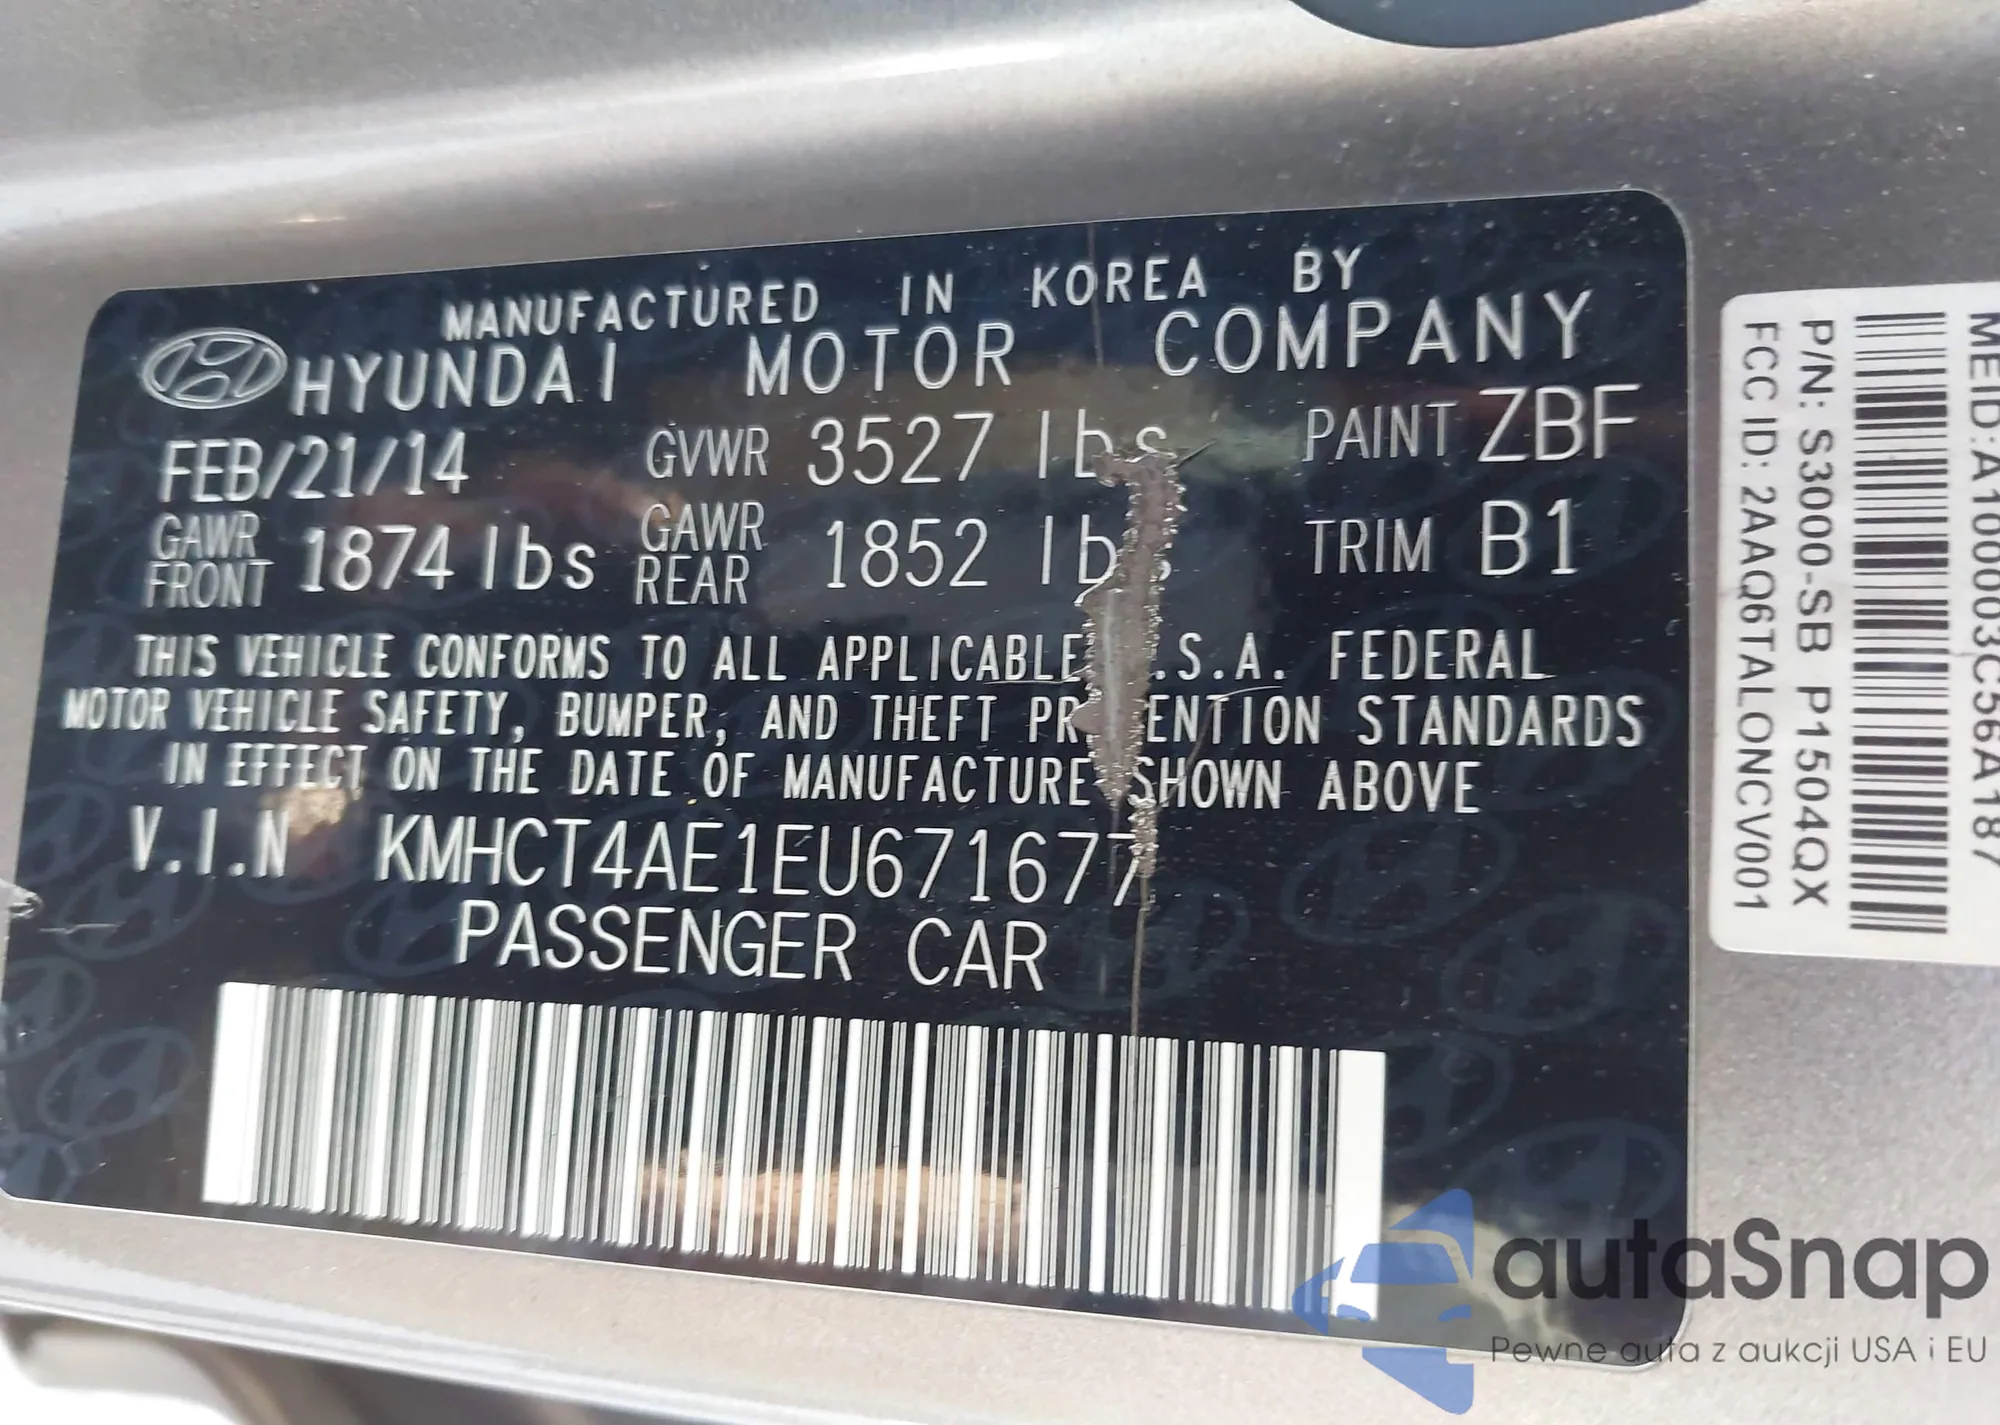 MANUFACTURED IN KOREA BY
HYUNDAI MOTOR COMPANY
FEB/21/14 GVWR 3527 lbs PAINT ZBF
GAWR FRONT 1874 lbs GAWR REAR 1852 lbs TRIM B1
THIS VEHICLE CONFORMS TO ALL APPLICABLE .S.A. FEDERAL
MOTOR VEHICLE SAFETY, BUMPER, AND THEFT PR ENTION STANDARDS
IN EFFECT ON THE DATE OF MANUFACTURE SHOWN ABOVE
V.I.N KMHCT4AE1EU671677
PASSENGER CAR
MEID:A1000003C56A187
P/N: S3000-SB P1504QX
FCC ID: 2AAQ6TALONCV001
autaSnap
Pewne auta z aukcji USA i EU